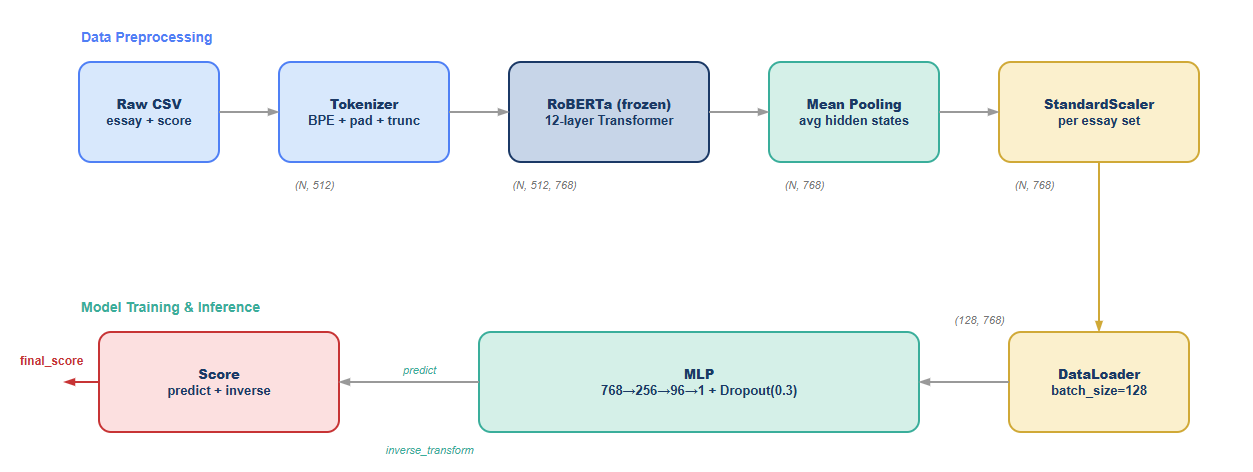 Data Preprocessing
Raw CSV
essay + score
Tokenizer
BPE + pad + trunc
RoBERTa (frozen)
12-layer Transformer
Mean Pooling
avg hidden states
StandardScaler
per essay set
(N, 512)
(N, 512, 768)
(N, 768)
(N, 768)
Model Training & Inference
(128, 768)
final_score
Score
predict + inverse
predict
MLP
768→256→96→1 + Dropout(0.3)
DataLoader
batch_size=128
inverse_transform